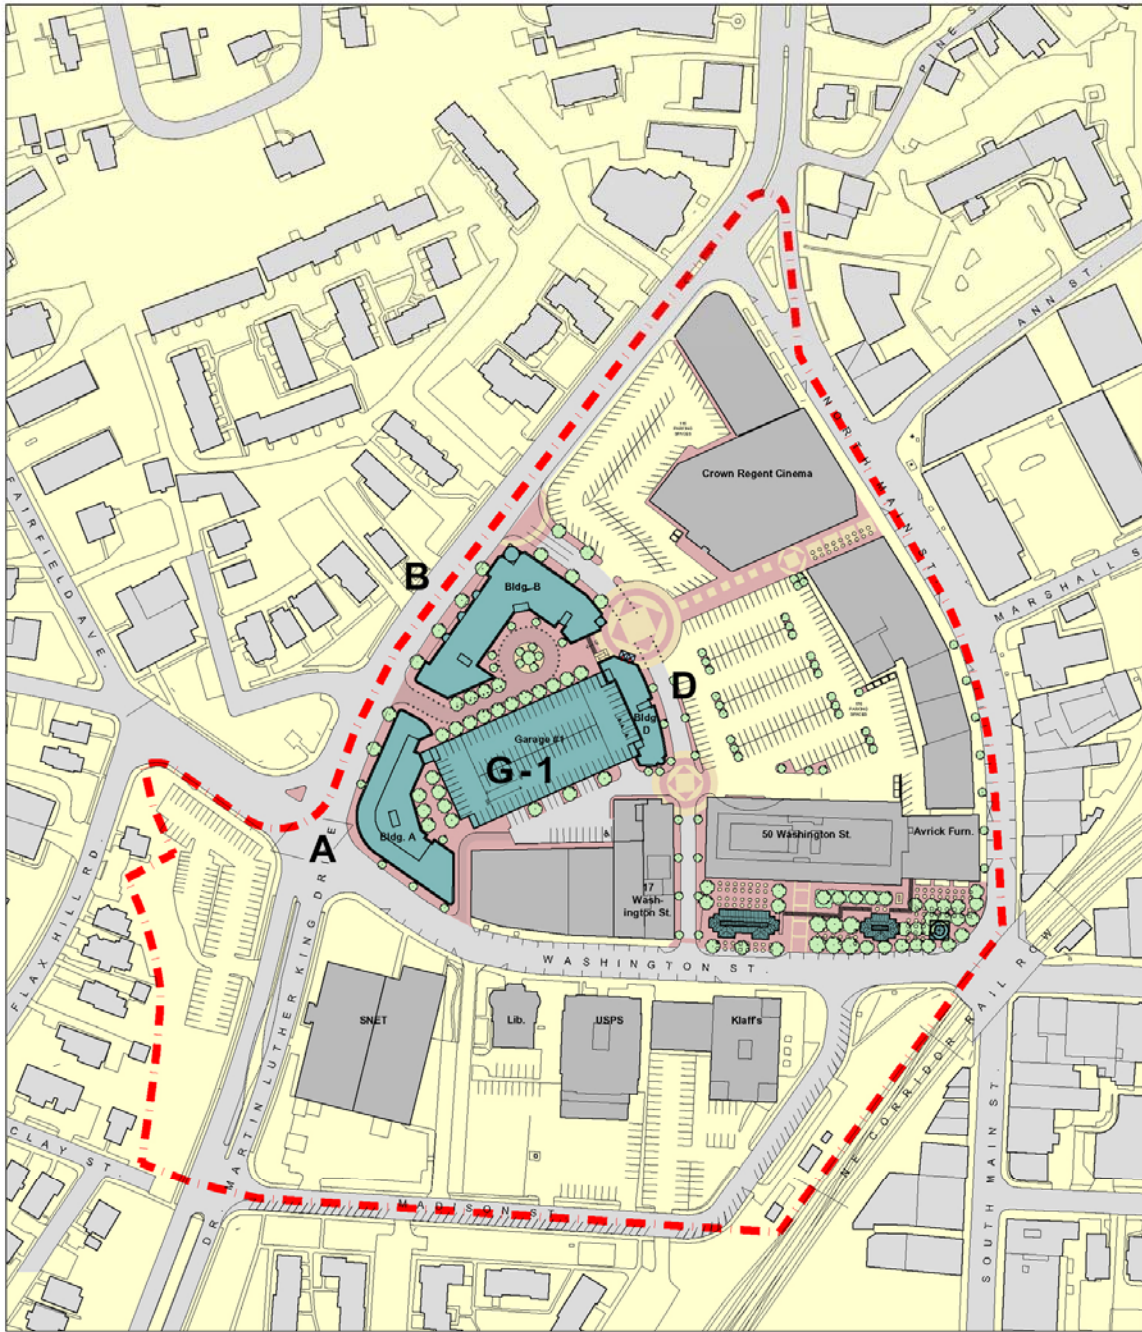 PINE S
ANN ST.
NORTH MAIN ST.
Crown Regent Cinema
FAIRFIELD AVE.
MARSHALL S
B
Bldg. B
D
Bldg.
D
Garage #1
G-1
A
Bldg. A
50 Washington St.
Avrick Furn.
17
Wash-
ington St.
FLAX HILL RD.
DR. MARTIN LUTHER KING DRIVE
WASHINGTON ST.
NE CORRIDOR RAIL ROW
SNET
Lib.
USPS
Klaff's
CLAY ST.
MADISON ST.
SOUTH MAIN ST.